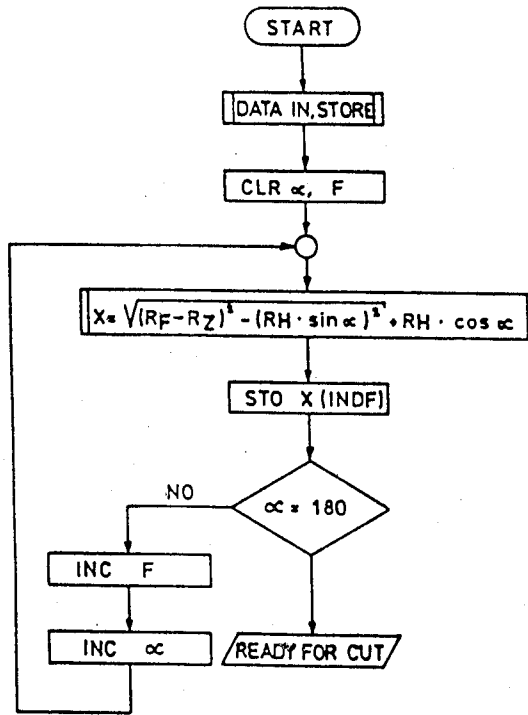 START
DATA IN, STORE
CLR ∝, F
X = √(RF-RZ)² - (RH · sin∝)² + RH · cos∝
STO X (INDF)
∝ = 180
NO
INC F
INC ∝
READY FOR CUT